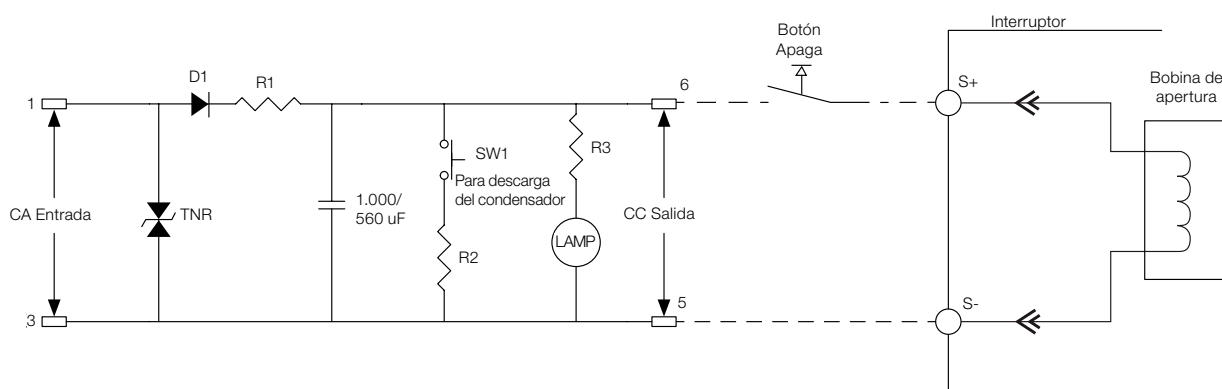 Interruptor
Botón
Apaga
6
S+
Bobina de
apertura
D1
R1
1
SW1
Para descarga
del condensador
R3
1.000/
560 uF
CA Entrada
TNR
CC Salida
LAMP
R2
5
S-
3